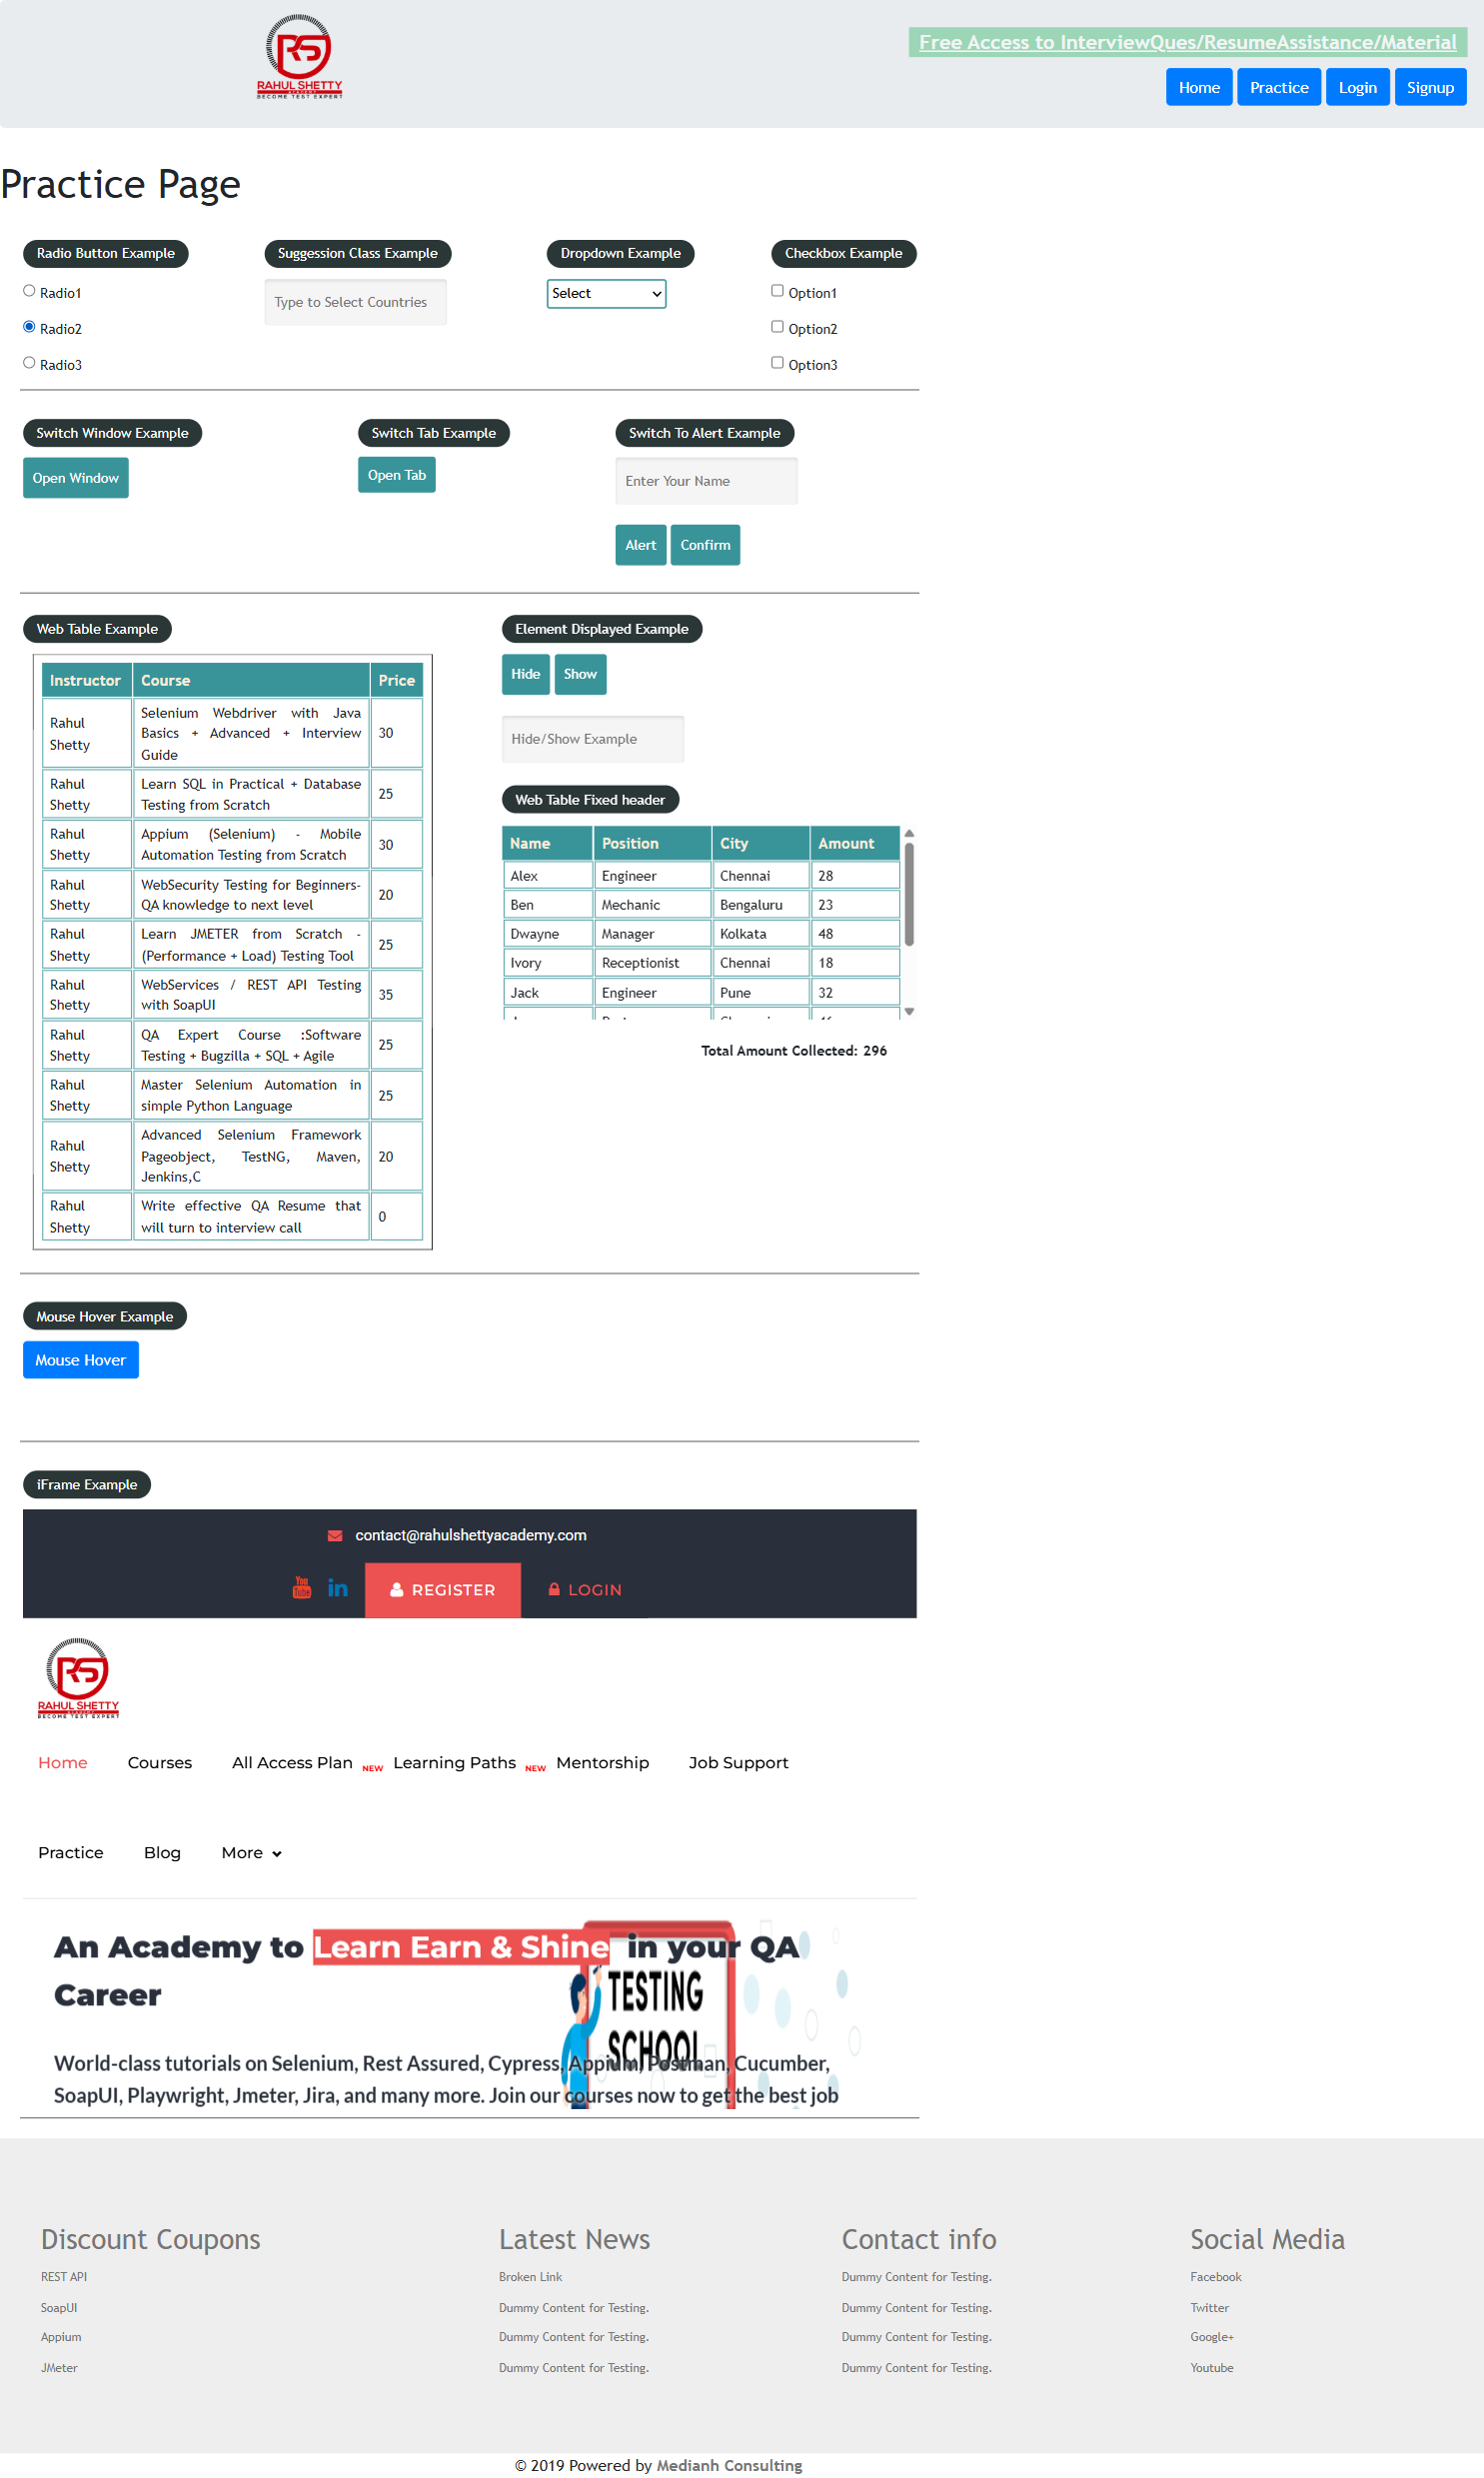 RAHUL SHETTY
ACADEMY
BECOME TEST EXPERT
Free Access to InterviewQues/ResumeAssistance/Material
Home Practice Login Signup
Practice Page
Radio Button Example
Radio1
Radio2
Radio3
Suggession Class Example
Type to Select Countries
Dropdown Example
Select
Checkbox Example
Option1
Option2
Option3
Switch Window Example
Open Window
Switch Tab Example
Open Tab
Switch To Alert Example
Enter Your Name
Alert Confirm
Web Table Example
Instructor Course Price
Rahul Shetty Selenium Webdriver with Java Basics + Advanced + Interview Guide 30
Rahul Shetty Learn SQL in Practical + Database Testing from Scratch 25
Rahul Shetty Appium (Selenium) - Mobile Automation Testing from Scratch 30
Rahul Shetty WebSecurity Testing for Beginners-QA knowledge to next level 20
Rahul Shetty Learn JMETER from Scratch - (Performance + Load) Testing Tool 25
Rahul Shetty WebServices / REST API Testing with SoapUI 35
Rahul Shetty QA Expert Course :Software Testing + Bugzilla + SQL + Agile 25
Rahul Shetty Master Selenium Automation in simple Python Language 25
Rahul Shetty Advanced Selenium Framework Pageobject, TestNG, Maven, Jenkins,C 20
Rahul Shetty Write effective QA Resume that will turn to interview call 0
Element Displayed Example
Hide Show
Hide/Show Example
Web Table Fixed header
Name Position City Amount
Alex Engineer Chennai 28
Ben Mechanic Bengaluru 23
Dwayne Manager Kolkata 48
Ivory Receptionist Chennai 18
Jack Engineer Pune 32
Total Amount Collected: 296
Mouse Hover Example
Mouse Hover
iFrame Example
contact@rahulshettyacademy.com
You Tube in REGISTER LOGIN
RAHUL SHETTY
ACADEMY
BECOME TEST EXPERT
Home Courses All Access Plan NEW Learning Paths NEW Mentorship Job Support
Practice Blog More
An Academy to Learn Earn & Shine in your QA
Career
TESTING
SCHOOL
World-class tutorials on Selenium, Rest Assured, Cypress, Appium, Postman, Cucumber,
SoapUI, Playwright, Jmeter, Jira, and many more. Join our courses now to get the best job
Discount Coupons
REST API
SoapUI
Appium
JMeter
Latest News
Broken Link
Dummy Content for Testing.
Dummy Content for Testing.
Dummy Content for Testing.
Contact info
Dummy Content for Testing.
Dummy Content for Testing.
Dummy Content for Testing.
Dummy Content for Testing.
Social Media
Facebook
Twitter
Google+
Youtube
© 2019 Powered by Medianh Consulting